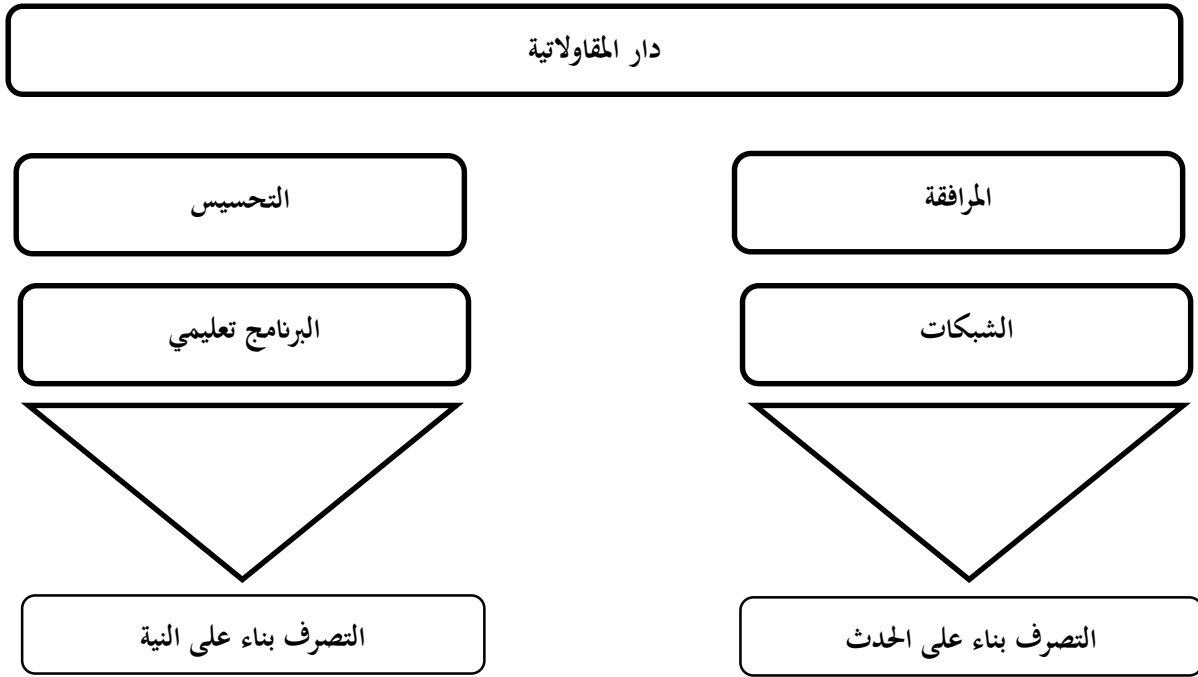 دار المقاولاتية
المرافقة
التحسيس
الشبكات
البرنامج تعليمي
التصرف بناء على الحدث
التصرف بناء على النية